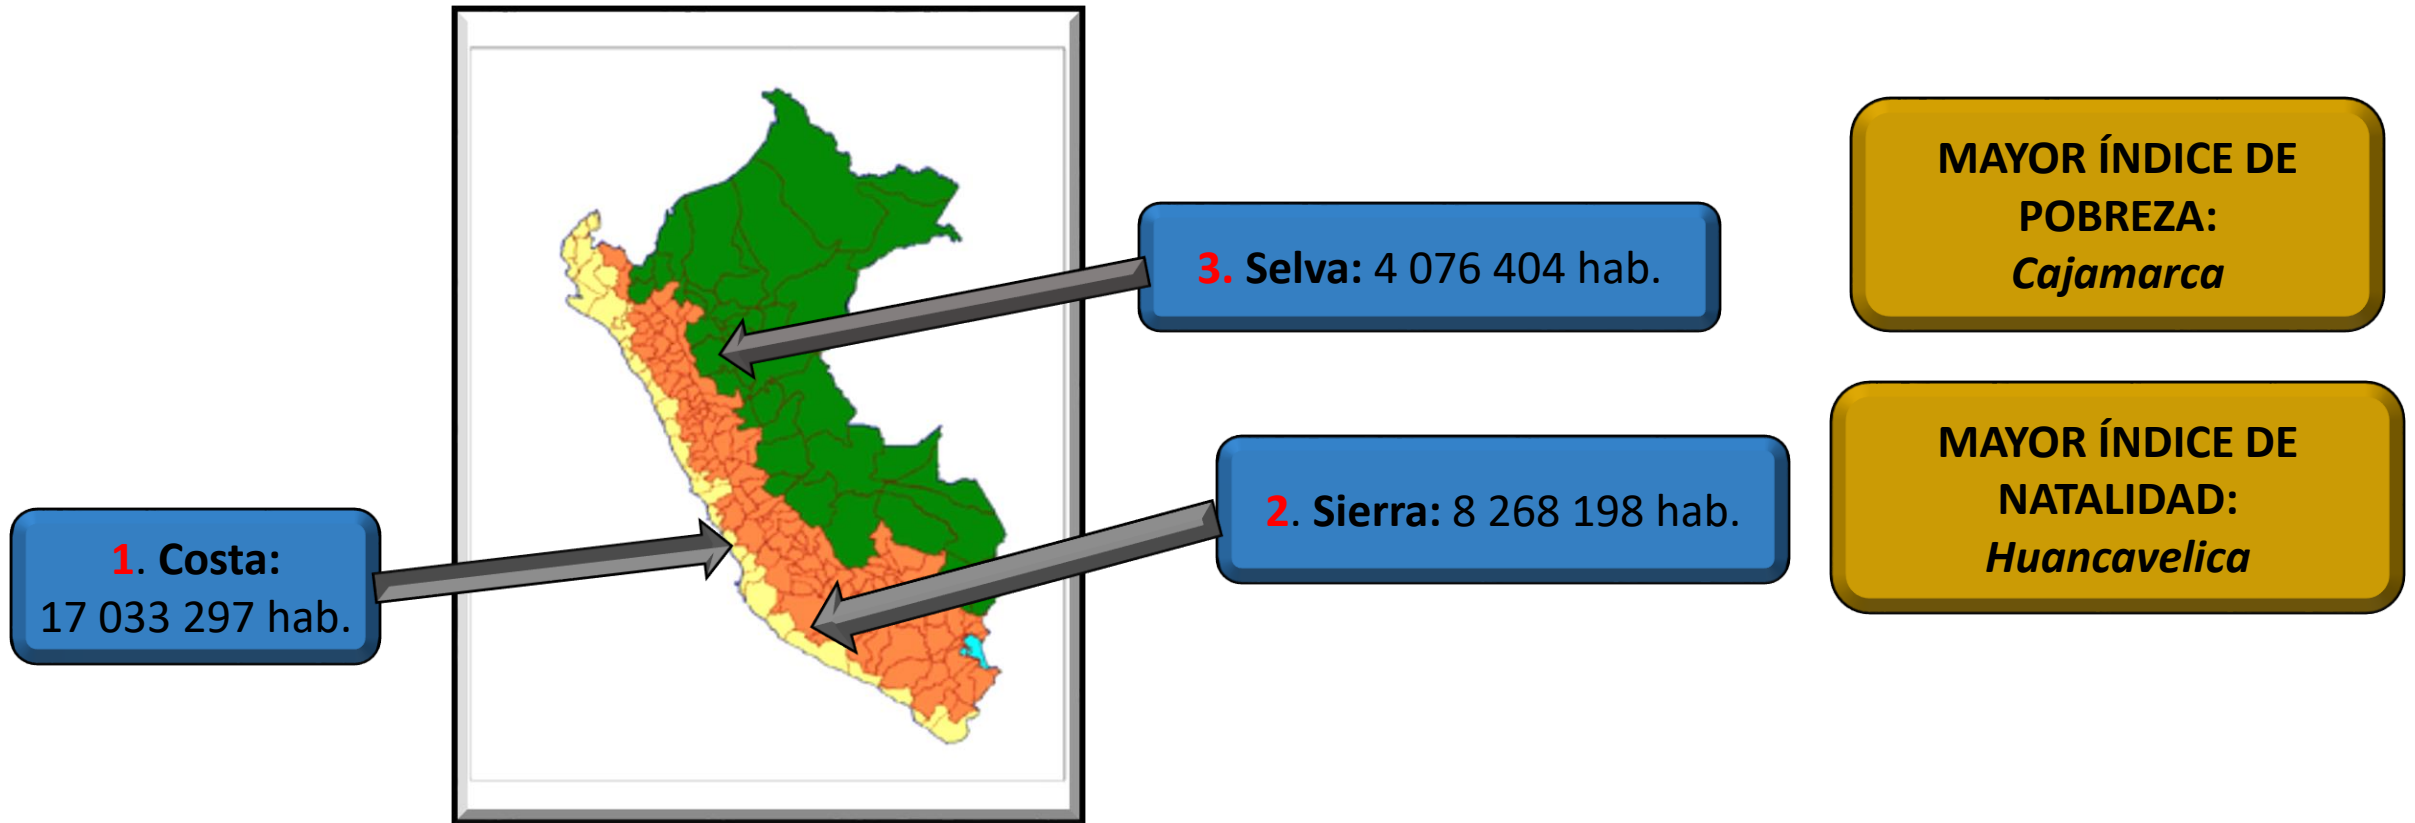 1. Costa:
17 033 297 hab.
3. Selva: 4 076 404 hab.
2. Sierra: 8 268 198 hab.
MAYOR ÍNDICE DE
POBREZA:
Cajamarca
MAYOR ÍNDICE DE
NATALIDAD:
Huancavelica